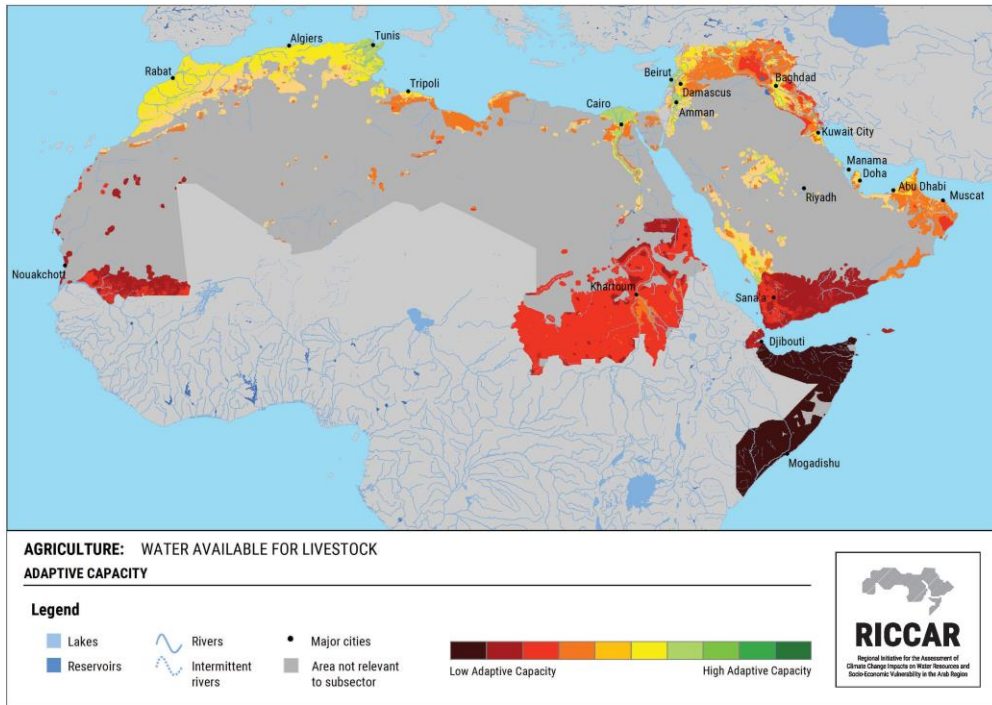 Algiers
Tunis
Rabat
Tripoli
Beirut
Baghdad
Damascus
Cairo
Amman
Kuwait City
Manama
Doha
Abu Dhabi
Riyadh
Muscat
Nouakchott
Khartoum
Sana'a
Djibouti
Mogadishu
AGRICULTURE: WATER AVAILABLE FOR LIVESTOCK
ADAPTIVE CAPACITY
Legend
Lakes
Rivers
Major cities
Reservoirs
Intermittent
rivers
Area not relevant
to subsector
Low Adaptive Capacity
High Adaptive Capacity
RICCAR
Regional Initiative for the Assessment of
Climate Change Impacts on Water Resources and
Socio-Economic Vulnerability in the Arab Region